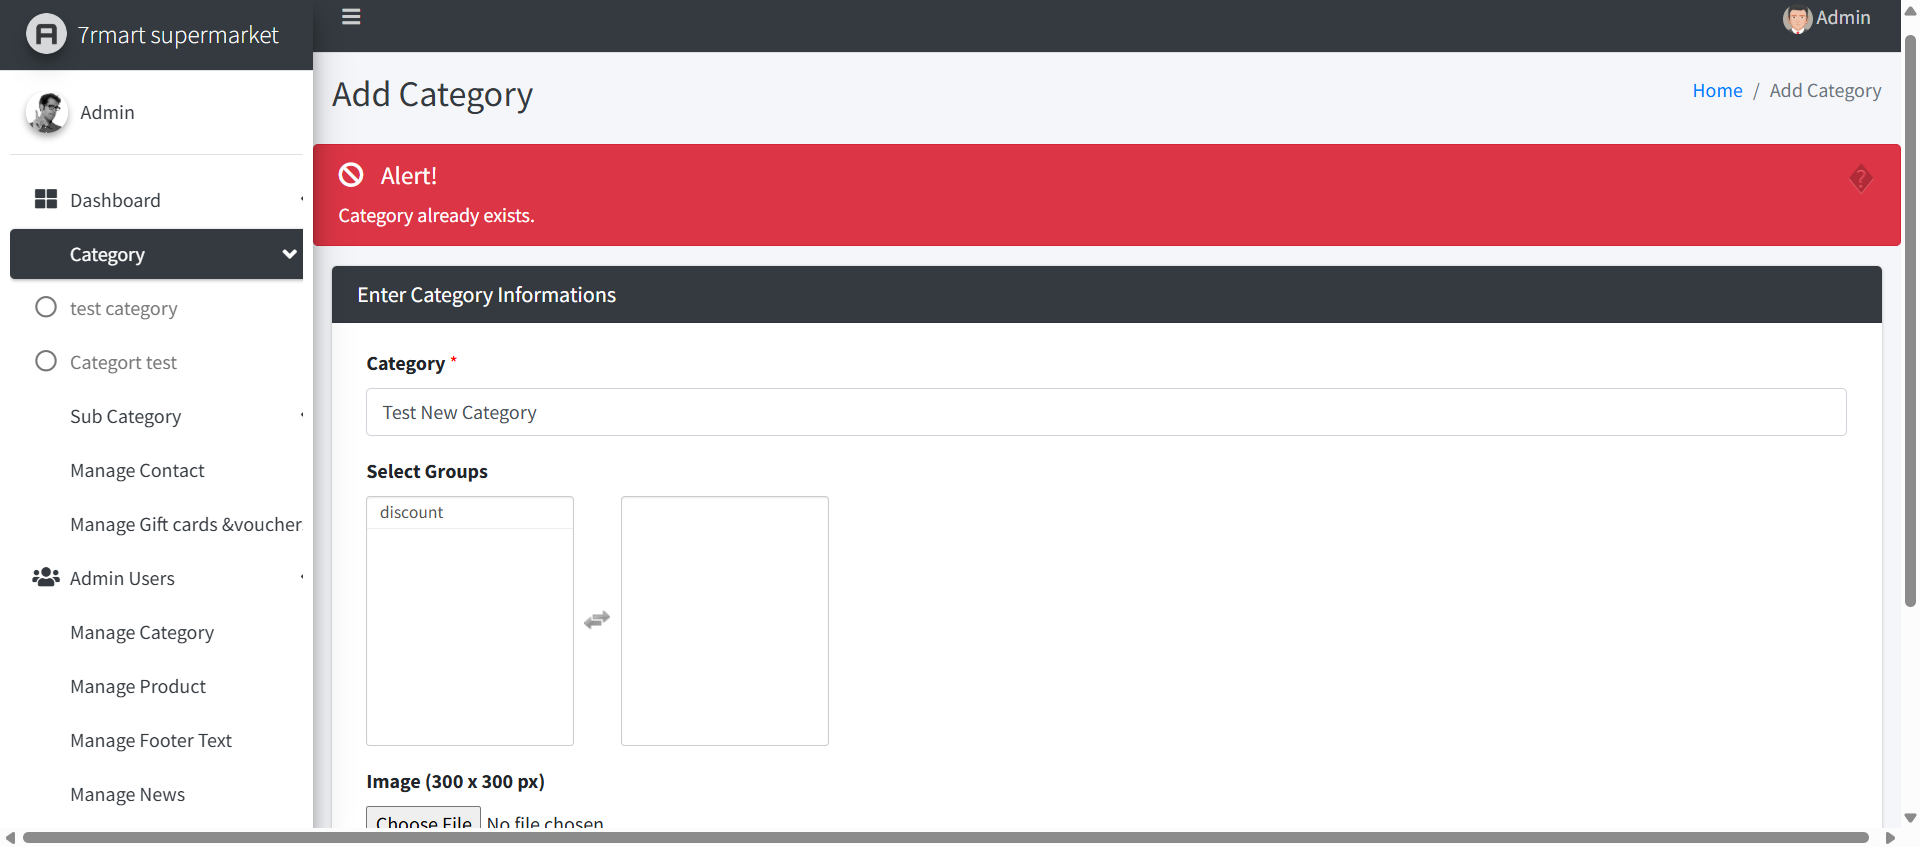 7rmart supermarket
Admin
Admin
Dashboard
Category
test category
Categort test
Sub Category
Manage Contact
Manage Gift cards &voucher
Admin Users
Manage Category
Manage Product
Manage Footer Text
Manage News
Add Category
Home / Add Category
Alert!
Category already exists.
Enter Category Informations
Category *
Test New Category
Select Groups
discount
Image (300 x 300 px)
Choose File No file chosen